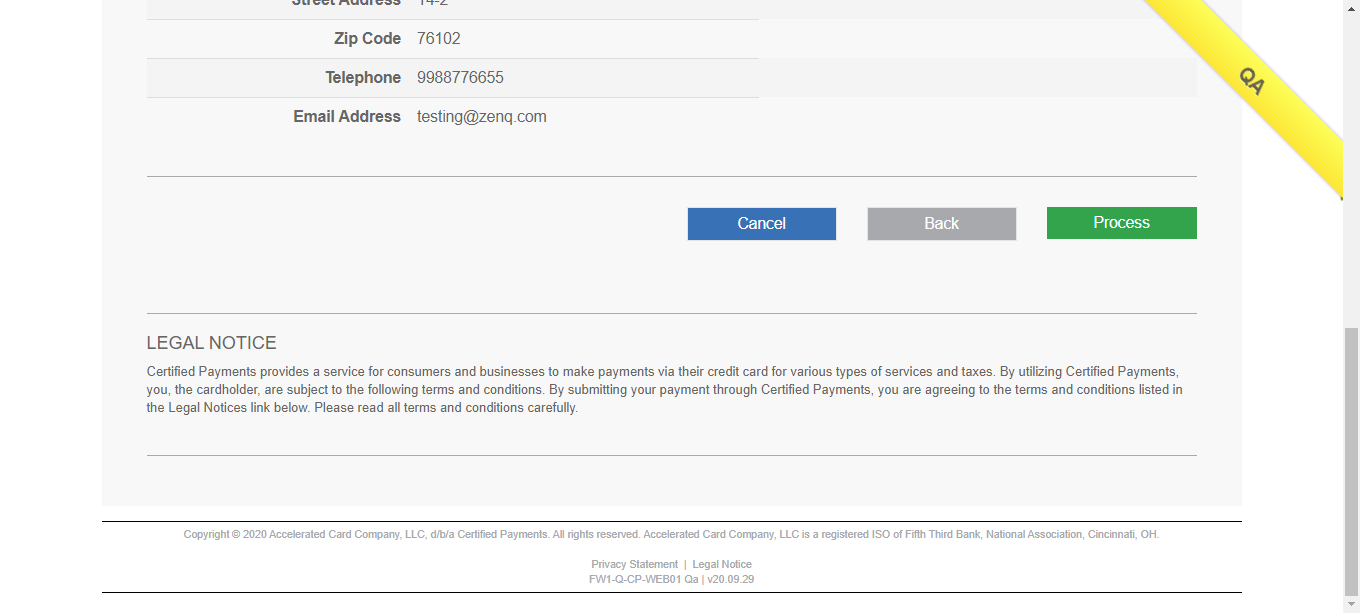 Street Address 14-2
Zip Code 76102
Telephone 9988776655
Email Address testing@zenq.com
QA
Cancel Back Process
LEGAL NOTICE
Certified Payments provides a service for consumers and businesses to make payments via their credit card for various types of services and taxes. By utilizing Certified Payments,
you, the cardholder, are subject to the following terms and conditions. By submitting your payment through Certified Payments, you are agreeing to the terms and conditions listed in
the Legal Notices link below. Please read all terms and conditions carefully.
Copyright © 2020 Accelerated Card Company, LLC, d/b/a Certified Payments. All rights reserved. Accelerated Card Company, LLC is a registered ISO of Fifth Third Bank, National Association, Cincinnati, OH.
Privacy Statement | Legal Notice
FW1-Q-CP-WEB01 Qa | v20.09.29